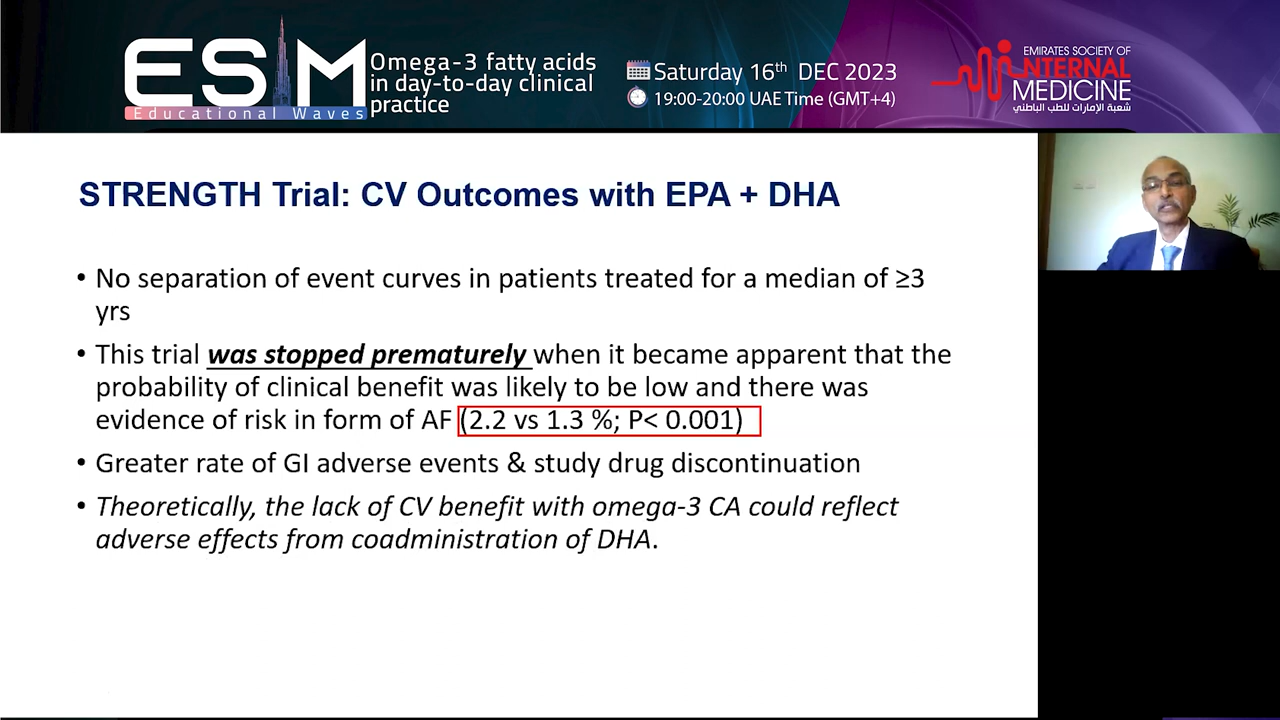 ESM
Educational Waves
Omega-3 fatty acids
in day-to-day clinical
practice
Saturday 16th DEC 2023
19:00-20:00 UAE Time (GMT+4)
EMIRATES SOCIETY OF
INTERNAL
MEDICINE
شعبة الإمارات للطب الباطني
STRENGTH Trial: CV Outcomes with EPA + DHA
• No separation of event curves in patients treated for a median of ≥3
yrs
• This trial was stopped prematurely when it became apparent that the
probability of clinical benefit was likely to be low and there was
evidence of risk in form of AF (2.2 vs 1.3 %; P< 0.001)
• Greater rate of GI adverse events & study drug discontinuation
• Theoretically, the lack of CV benefit with omega-3 CA could reflect
adverse effects from coadministration of DHA.